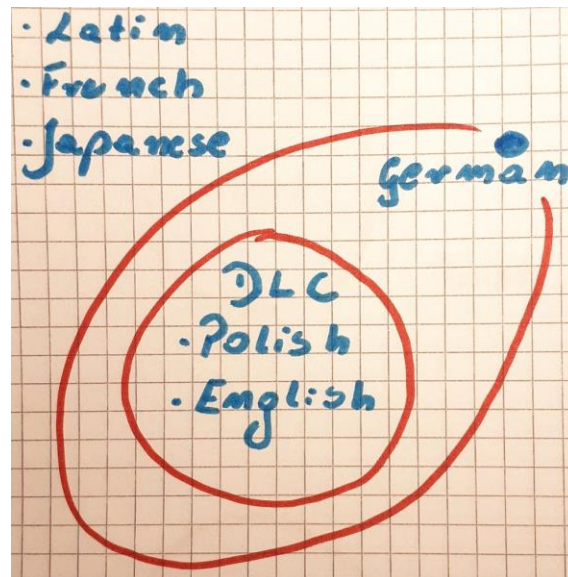 · Latin
· French
· Japanese
German
DLC
· Polish
· English